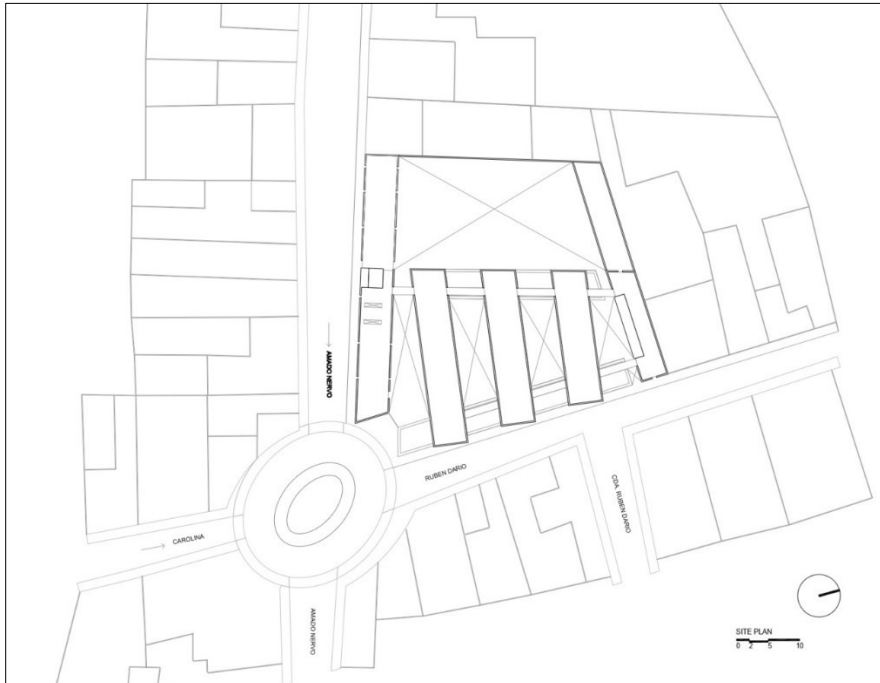 AMADO NERVO
RUBEN DARIO
CDA. RUBEN DARIO
CAROLINA
AMADO NERVO
SITE PLAN
0 2 5 10